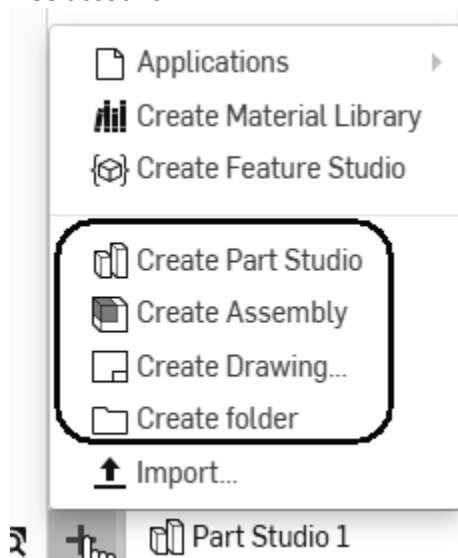 Applications
Create Material Library
Create Feature Studio
Create Part Studio
Create Assembly
Create Drawing...
Create folder
Import...
Part Studio 1